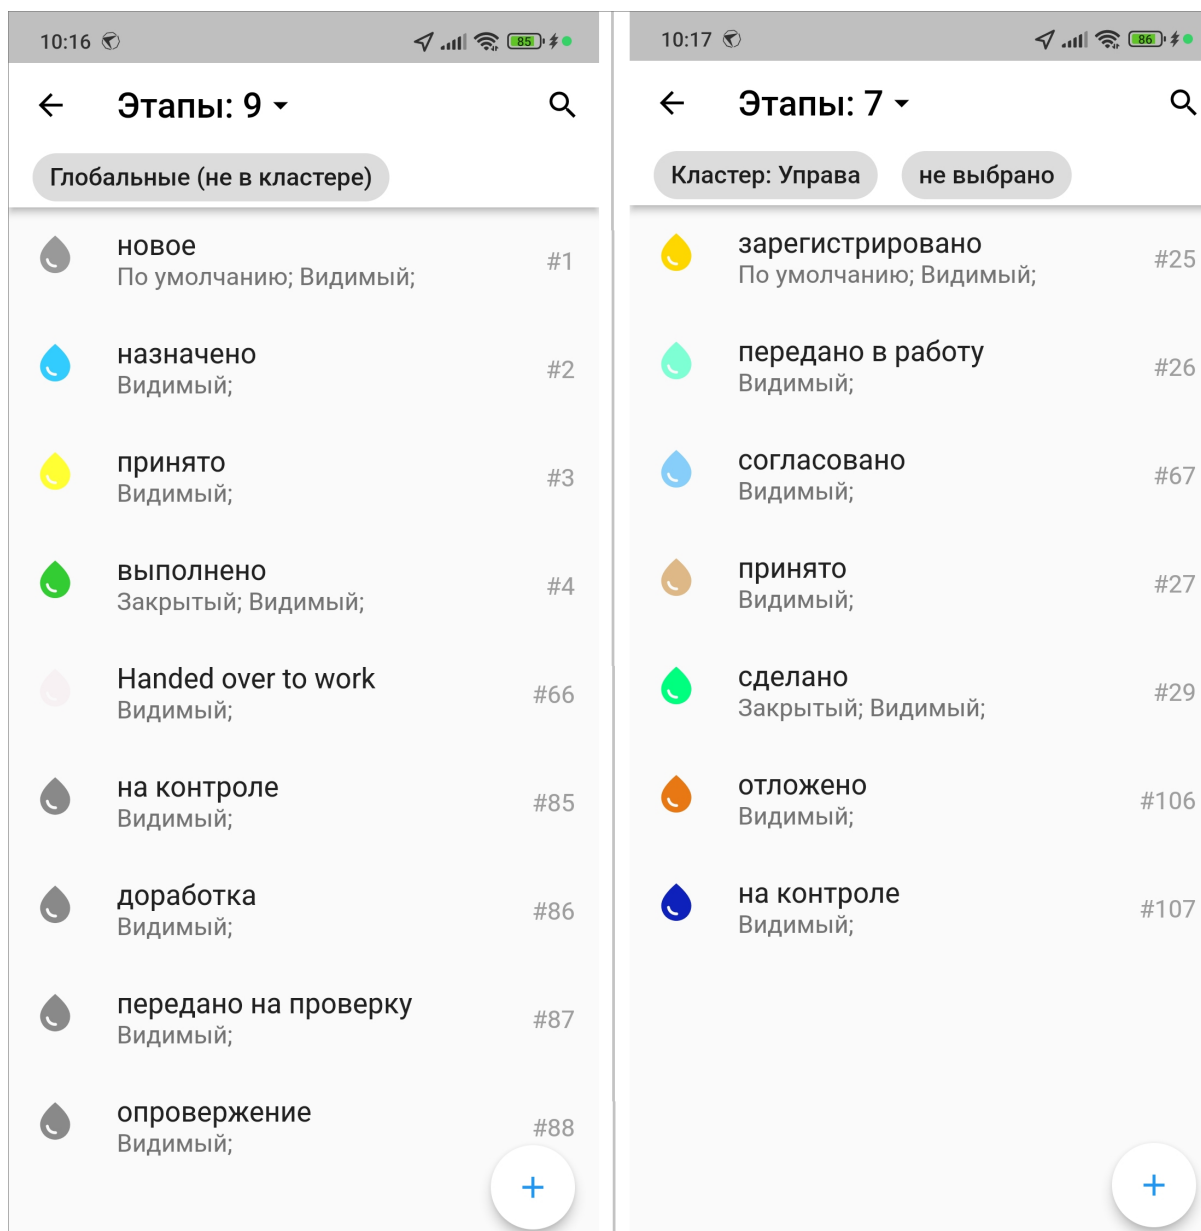 10:16
85
Этапы: 9
Глобальные (не в кластере)
новое
По умолчанию; Видимый;
#1
назначено
Видимый;
#2
принято
Видимый;
#3
выполнено
Закрытый; Видимый;
#4
Handed over to work
Видимый;
#66
на контроле
Видимый;
#85
доработка
Видимый;
#86
передано на проверку
Видимый;
#87
опровержение
Видимый;
#88
+
10:17
86
Этапы: 7
Кластер: Управа
не выбрано
зарегистрировано
По умолчанию; Видимый;
#25
передано в работу
Видимый;
#26
согласовано
Видимый;
#67
принято
Видимый;
#27
сделано
Закрытый; Видимый;
#29
отложено
Видимый;
#106
на контроле
Видимый;
#107
+